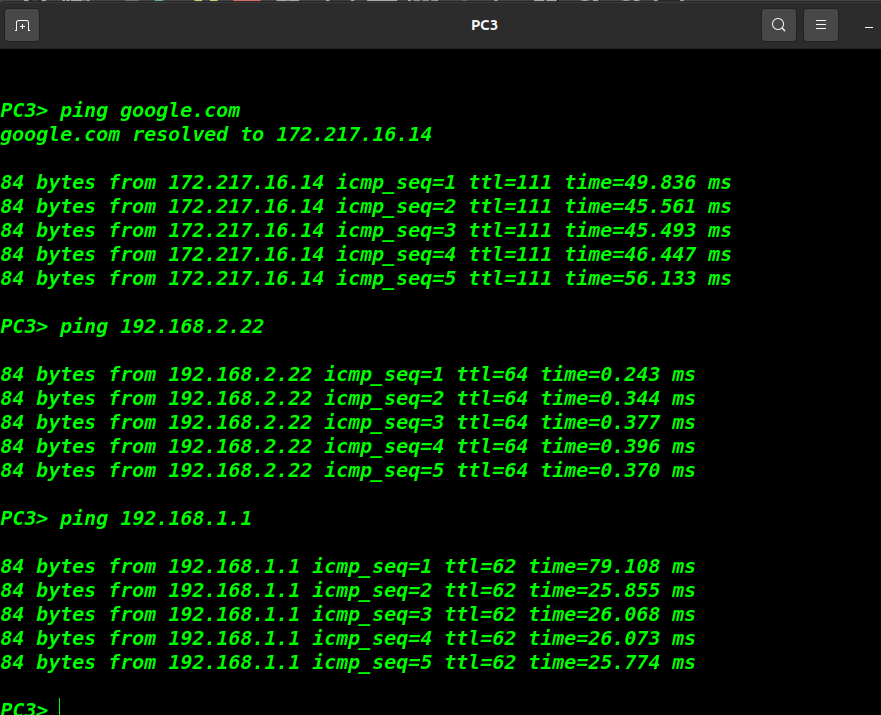 PC3
PC3> ping google.com
google.com resolved to 172.217.16.14
84 bytes from 172.217.16.14 icmp_seq=1 ttl=111 time=49.836 ms
84 bytes from 172.217.16.14 icmp_seq=2 ttl=111 time=45.561 ms
84 bytes from 172.217.16.14 icmp_seq=3 ttl=111 time=45.493 ms
84 bytes from 172.217.16.14 icmp_seq=4 ttl=111 time=46.447 ms
84 bytes from 172.217.16.14 icmp_seq=5 ttl=111 time=56.133 ms
PC3> ping 192.168.2.22
84 bytes from 192.168.2.22 icmp_seq=1 ttl=64 time=0.243 ms
84 bytes from 192.168.2.22 icmp_seq=2 ttl=64 time=0.344 ms
84 bytes from 192.168.2.22 icmp_seq=3 ttl=64 time=0.377 ms
84 bytes from 192.168.2.22 icmp_seq=4 ttl=64 time=0.396 ms
84 bytes from 192.168.2.22 icmp_seq=5 ttl=64 time=0.370 ms
PC3> ping 192.168.1.1
84 bytes from 192.168.1.1 icmp_seq=1 ttl=62 time=79.108 ms
84 bytes from 192.168.1.1 icmp_seq=2 ttl=62 time=25.855 ms
84 bytes from 192.168.1.1 icmp_seq=3 ttl=62 time=26.068 ms
84 bytes from 192.168.1.1 icmp_seq=4 ttl=62 time=26.073 ms
84 bytes from 192.168.1.1 icmp_seq=5 ttl=62 time=25.774 ms
PC3>